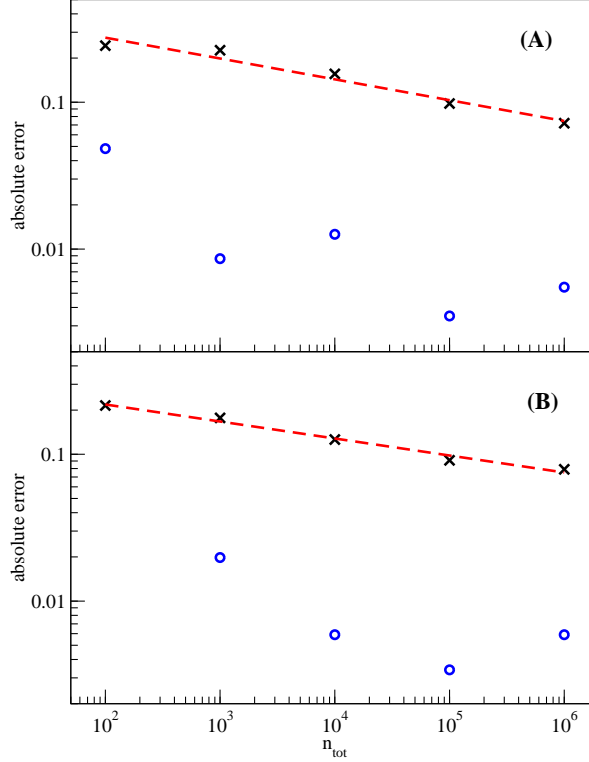 (A)
absolute error
0.1
0.01
(B)
absolute error
0.1
0.01
10^2 10^3 10^4 10^5 10^6
n_tot